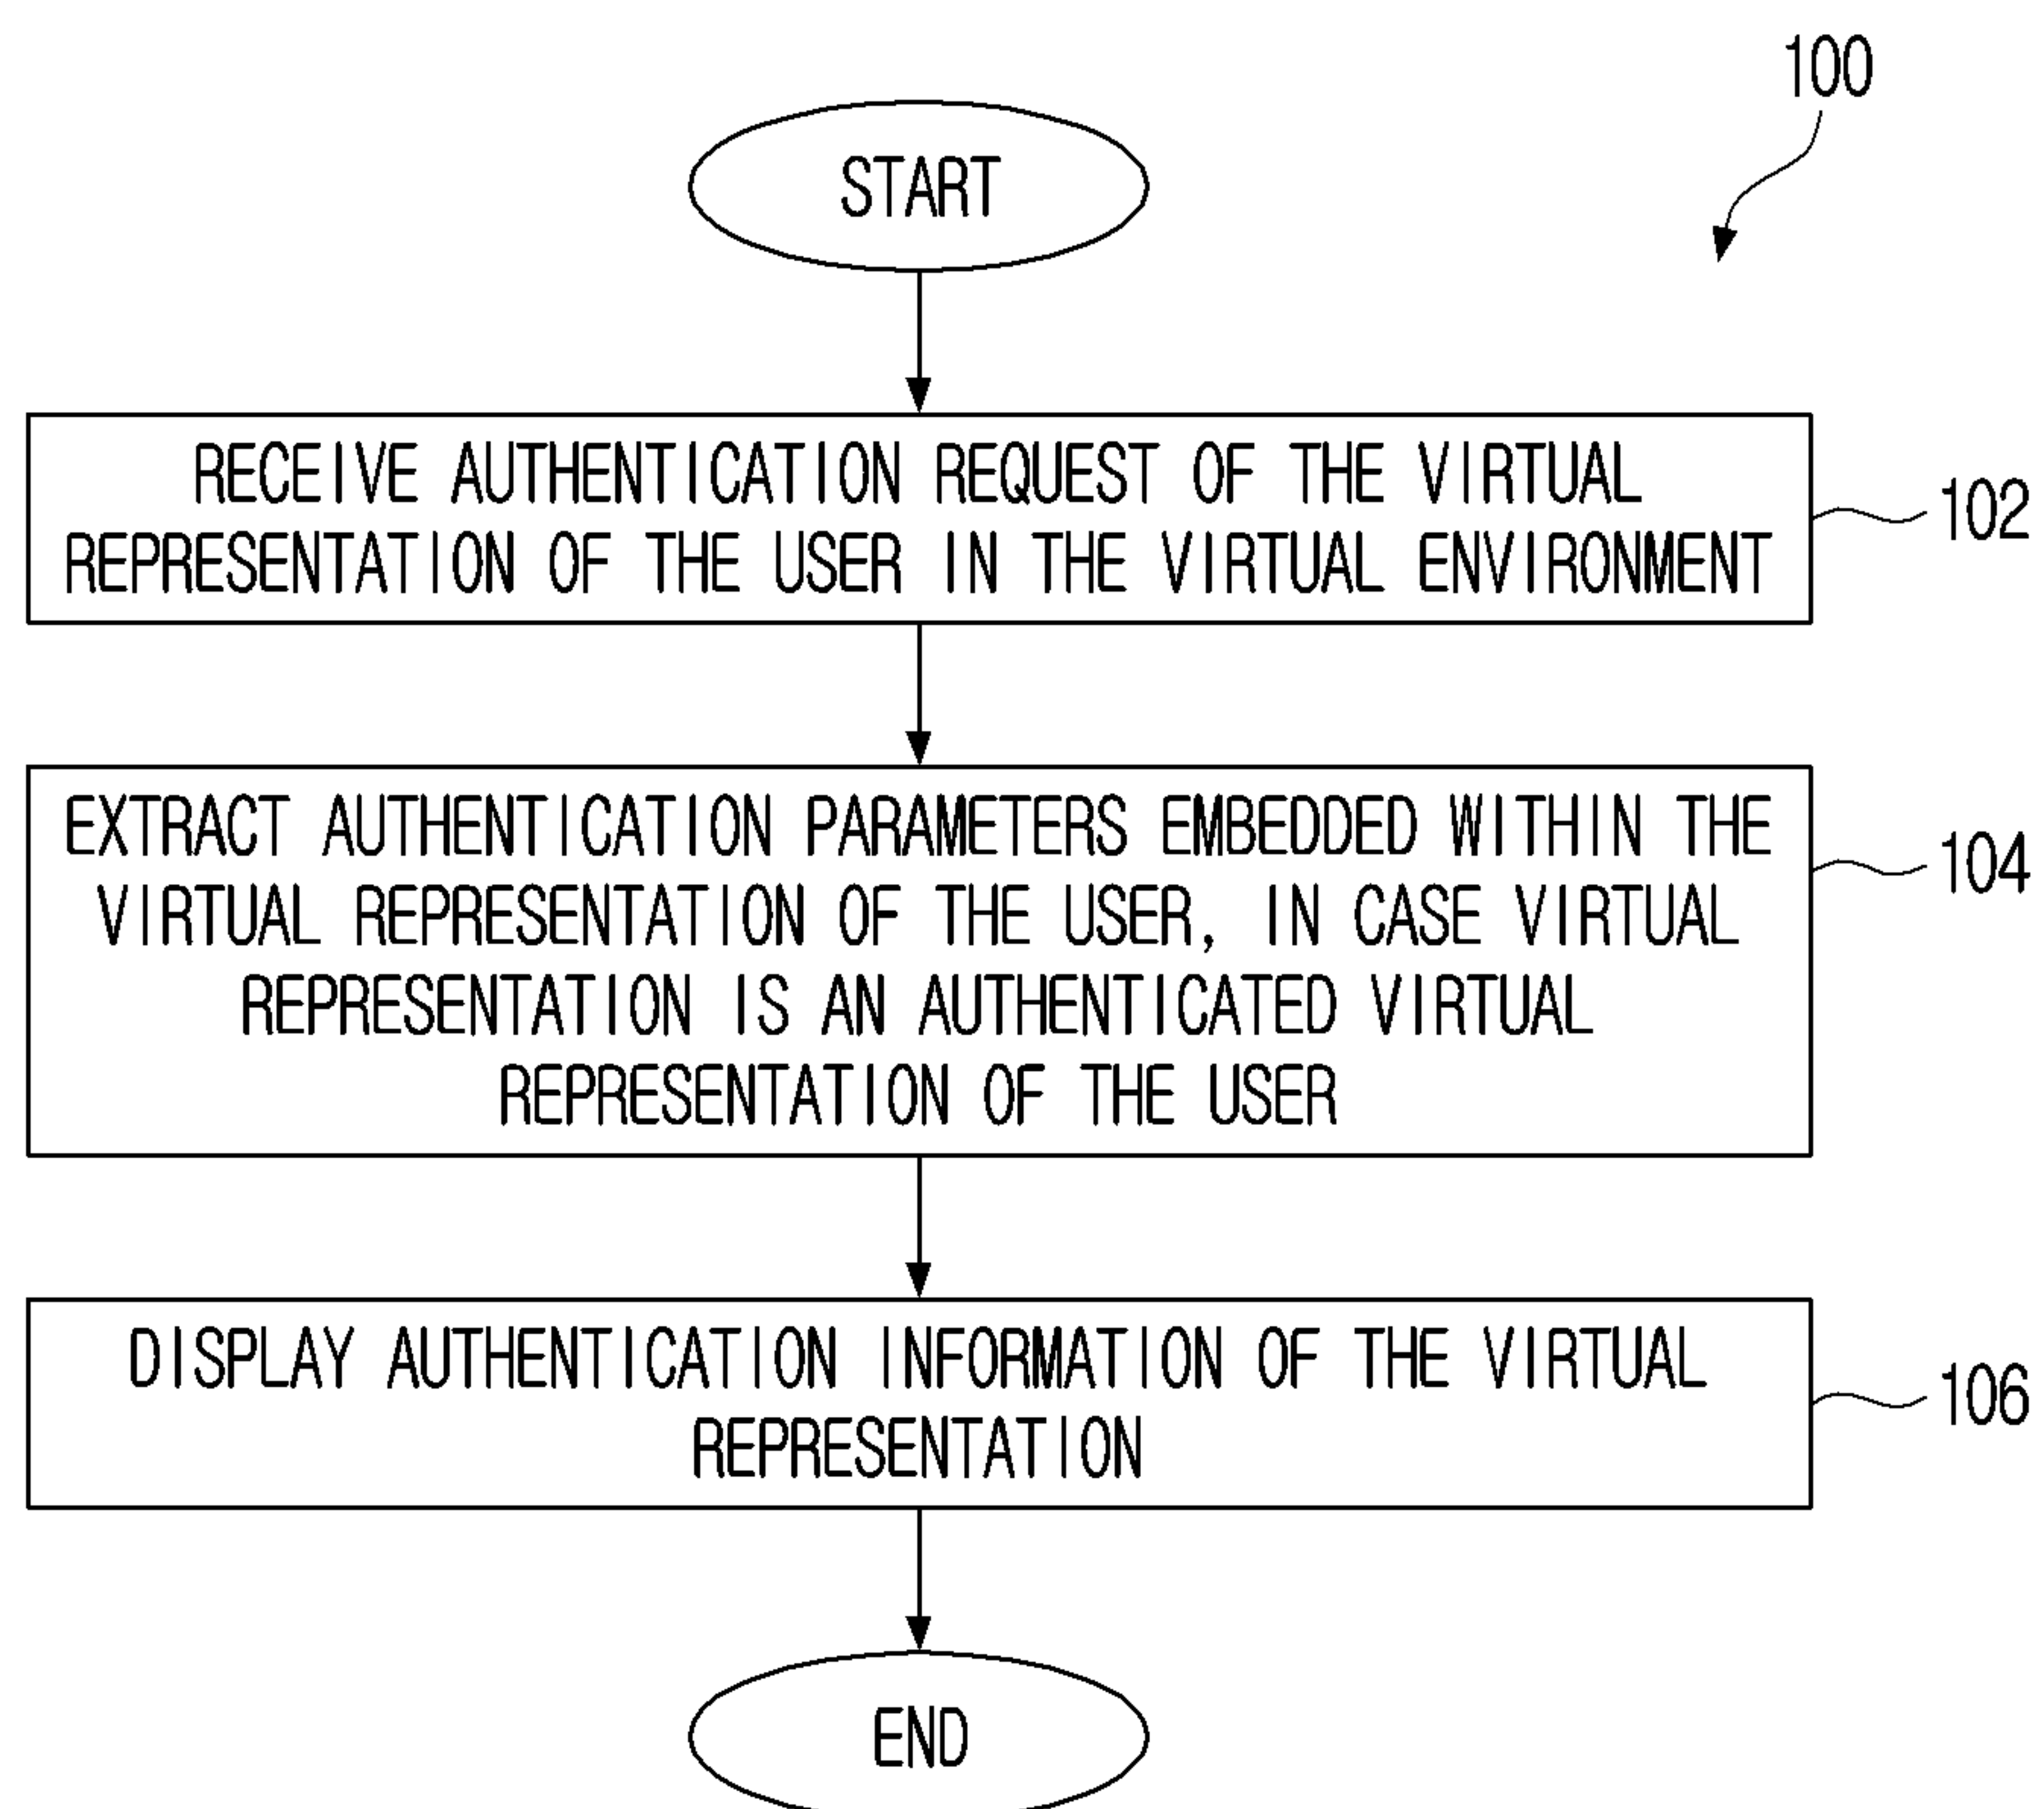 100
START
RECEIVE AUTHENTICATION REQUEST OF THE VIRTUAL
REPRESENTATION OF THE USER IN THE VIRTUAL ENVIRONMENT
102
EXTRACT AUTHENTICATION PARAMETERS EMBEDDED WITHIN THE
VIRTUAL REPRESENTATION OF THE USER, IN CASE VIRTUAL
REPRESENTATION IS AN AUTHENTICATED VIRTUAL
REPRESENTATION OF THE USER
104
DISPLAY AUTHENTICATION INFORMATION OF THE VIRTUAL
REPRESENTATION
106
END